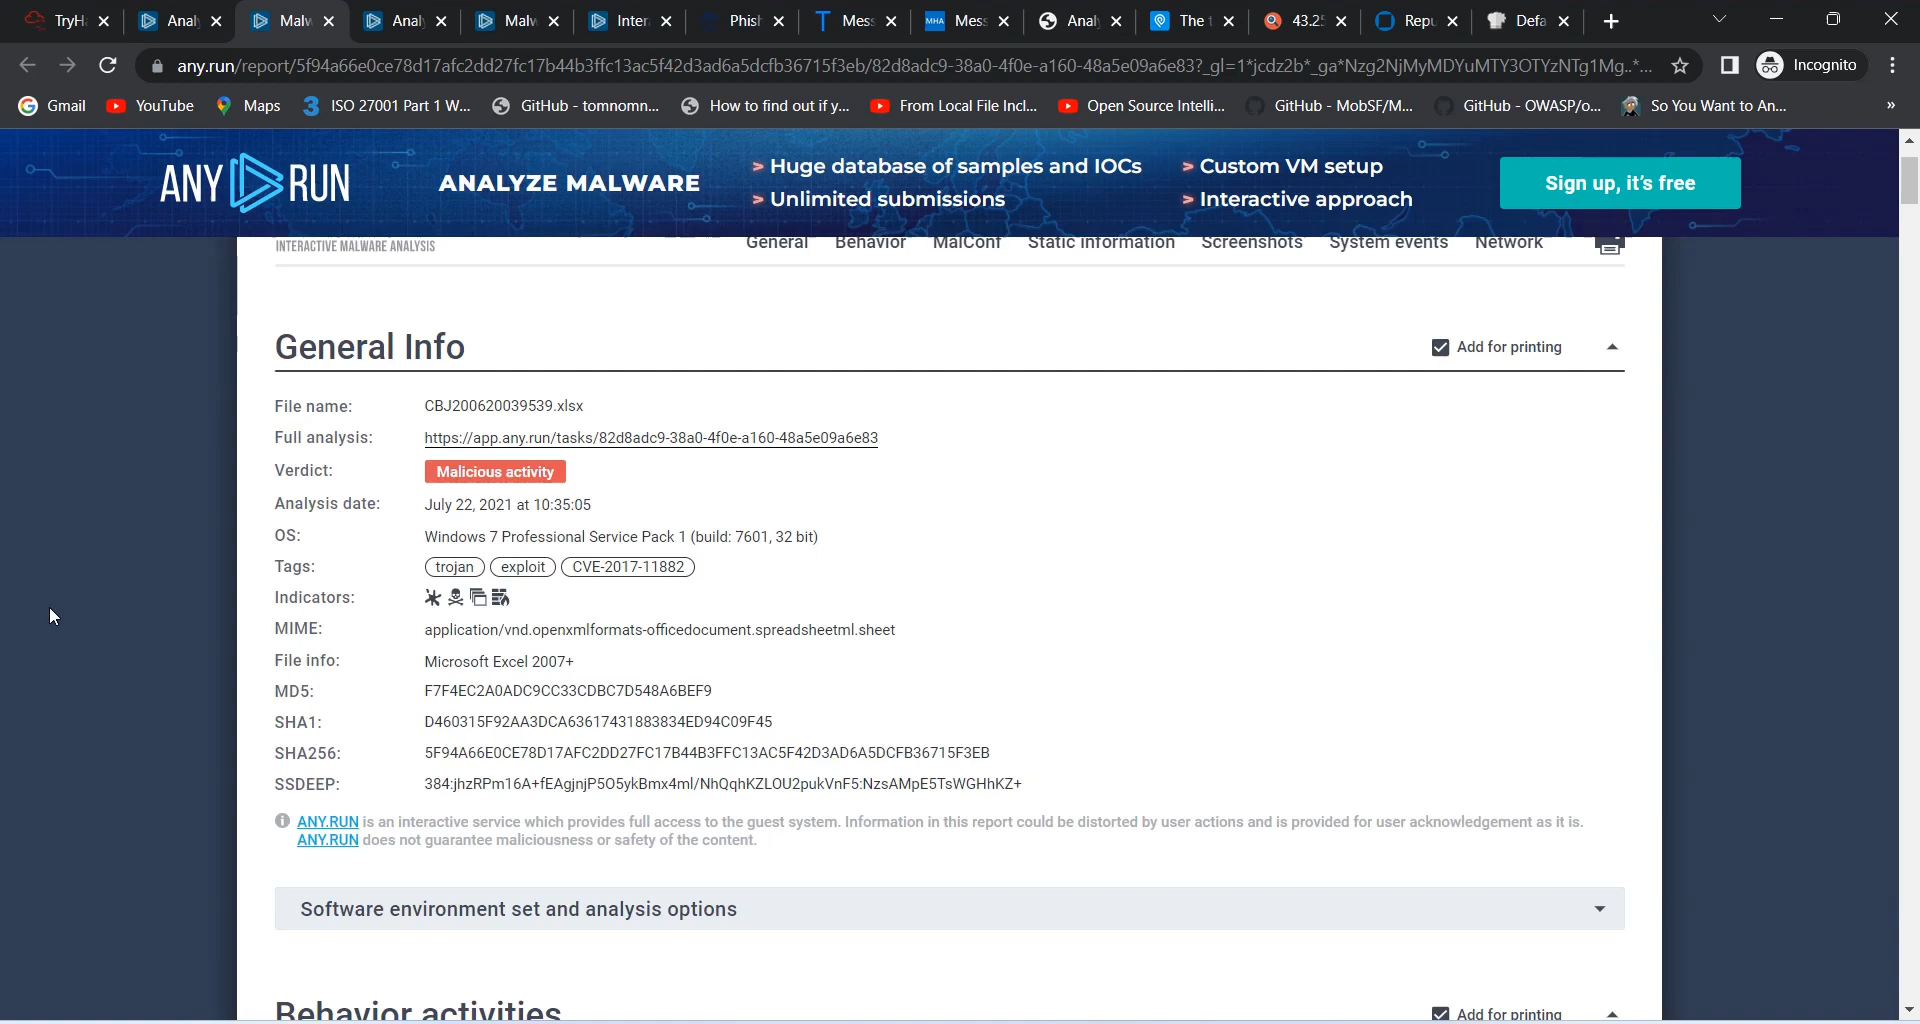 TryH Analy Malw Analy Malw Inter Phish Mess Mess Analy The t 43.25 Repu Defa
any.run/report/5f94a66e0ce78d17afc2dd27fc17b44b3ffc13ac5f42d3ad6a5dcfb36715f3eb/82d8adc9-38a0-4f0e-a160-48a5e09a6e83?_gl=1*jcdz2b*_ga*Nzg2NjMyMDYuMTY3OTYzNTg1Mg..*... Incognito
Gmail YouTube Maps ISO 27001 Part 1 W... GitHub - tomnomn... How to find out if y... From Local File Incl... Open Source Intelli... GitHub - MobSF/M... GitHub - OWASP/o... So You Want to An... »
ANY RUN ANALYZE MALWARE > Huge database of samples and IOCs > Custom VM setup Sign up, it's free
> Unlimited submissions > Interactive approach
INTERACTIVE MALWARE ANALYSIS General Behavior MalConf Static information Screenshots System events Network
General Info Add for printing
File name: CBJ200620039539.xlsx
Full analysis: https://app.any.run/tasks/82d8adc9-38a0-4f0e-a160-48a5e09a6e83
Verdict: Malicious activity
Analysis date: July 22, 2021 at 10:35:05
OS: Windows 7 Professional Service Pack 1 (build: 7601, 32 bit)
Tags: trojan exploit CVE-2017-11882
Indicators:
MIME: application/vnd.openxmlformats-officedocument.spreadsheetml.sheet
File info: Microsoft Excel 2007+
MD5: F7F4EC2A0ADC9CC33CDBC7D548A6BEF9
SHA1: D460315F92AA3DCA63617431883834ED94C09F45
SHA256: 5F94A66E0CE78D17AFC2DD27FC17B44B3FFC13AC5F42D3AD6A5DCFB36715F3EB
SSDEEP: 384:jhzRPm16A+fEAgjnjP5O5ykBmx4ml/NhQqhKZLOU2pukVnF5:NzsAMpE5TsWGHhKZ+
ANY.RUN is an interactive service which provides full access to the guest system. Information in this report could be distorted by user actions and is provided for user acknowledgement as it is.
ANY.RUN does not guarantee maliciousness or safety of the content.
Software environment set and analysis options
Behavior activities Add for printing